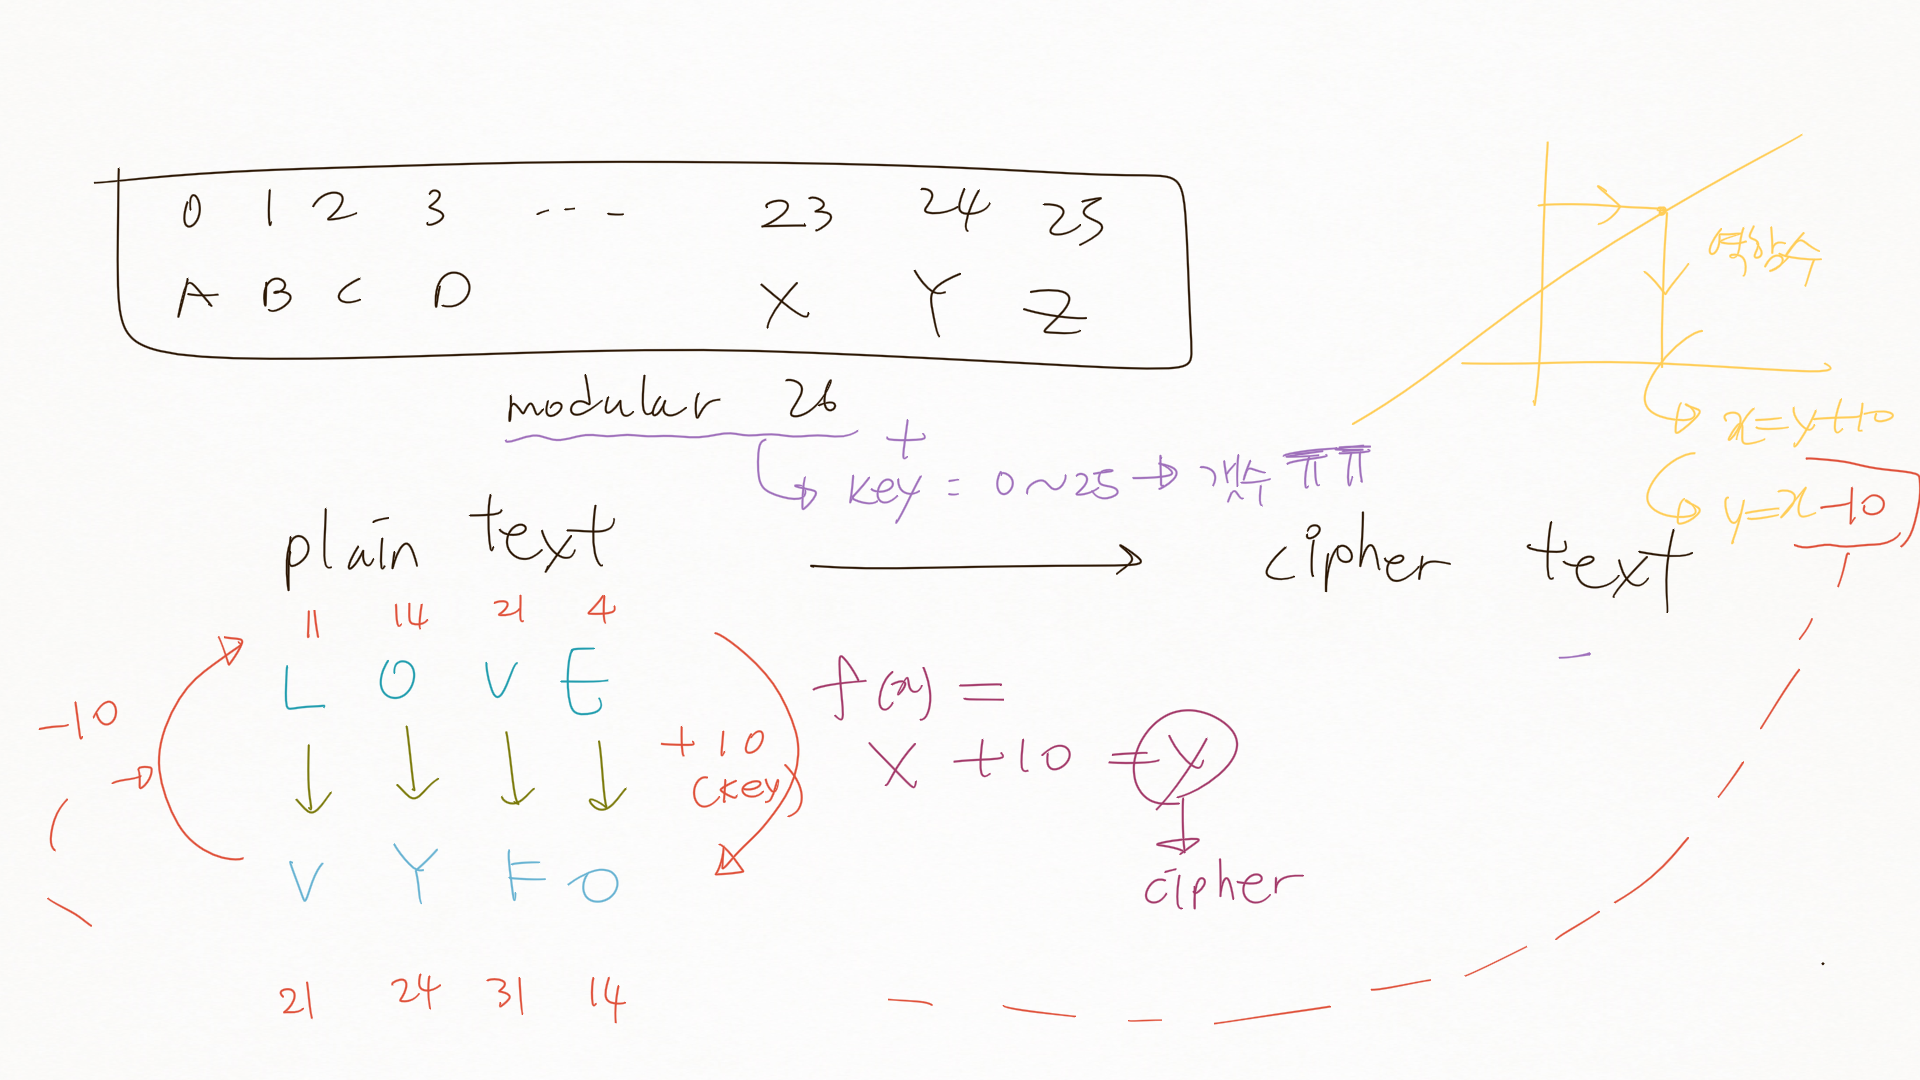 0 1 2 3 --- 23 24 25
A B C D X Y Z
역함수
modular 26
+
key = 0~25 → 개수 ㅠㅠ
x=y+10
y=x-10
plain text → cipher text
11 14 21 4
L O V E
f(x) =
-10
+10
(key)
x +10 = y
cipher
V Y F O
21 24 31 14